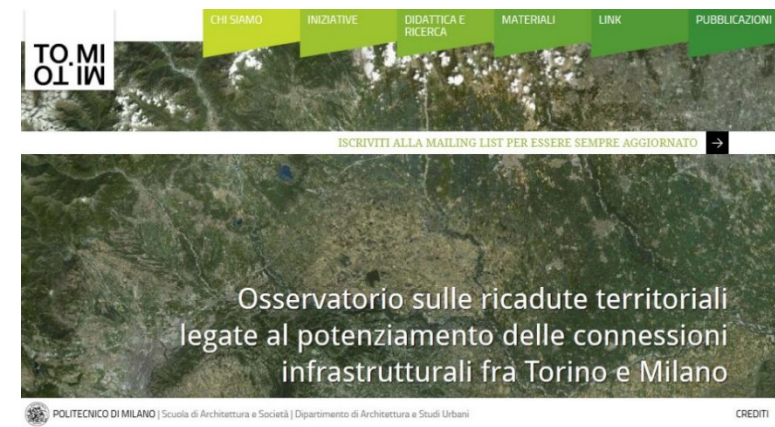 TO.MI
MI.TO
CHI SIAMO
INIZIATIVE
DIDATTICA E
RICERCA
MATERIALI
LINK
PUBBLICAZIONI
ISCRIVITI ALLA MAILING LIST PER ESSERE SEMPRE AGGIORNATO
Osservatorio sulle ricadute territoriali
legate al potenziamento delle connessioni
infrastrutturali fra Torino e Milano
POLITECNICO DI MILANO | Scuola di Architettura e Società | Dipartimento di Architettura e Studi Urbani
CREDITI